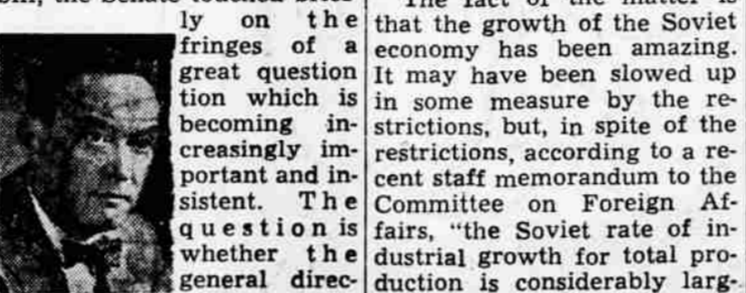 ly on the
fringes of a
great question
tion which is
becoming in-
creasingly im-
portant and in-
sistent. The
question is
whether the
general direc-
that the growth of the Soviet
economy has been amazing.
It may have been slowed up
in some measure by the re-
strictions, but, in spite of the
restrictions, according to a re-
cent staff memorandum to the
Committee on Foreign Af-
fairs, "the Soviet rate of in-
dustrial growth for total pro-
duction is considerably larg-